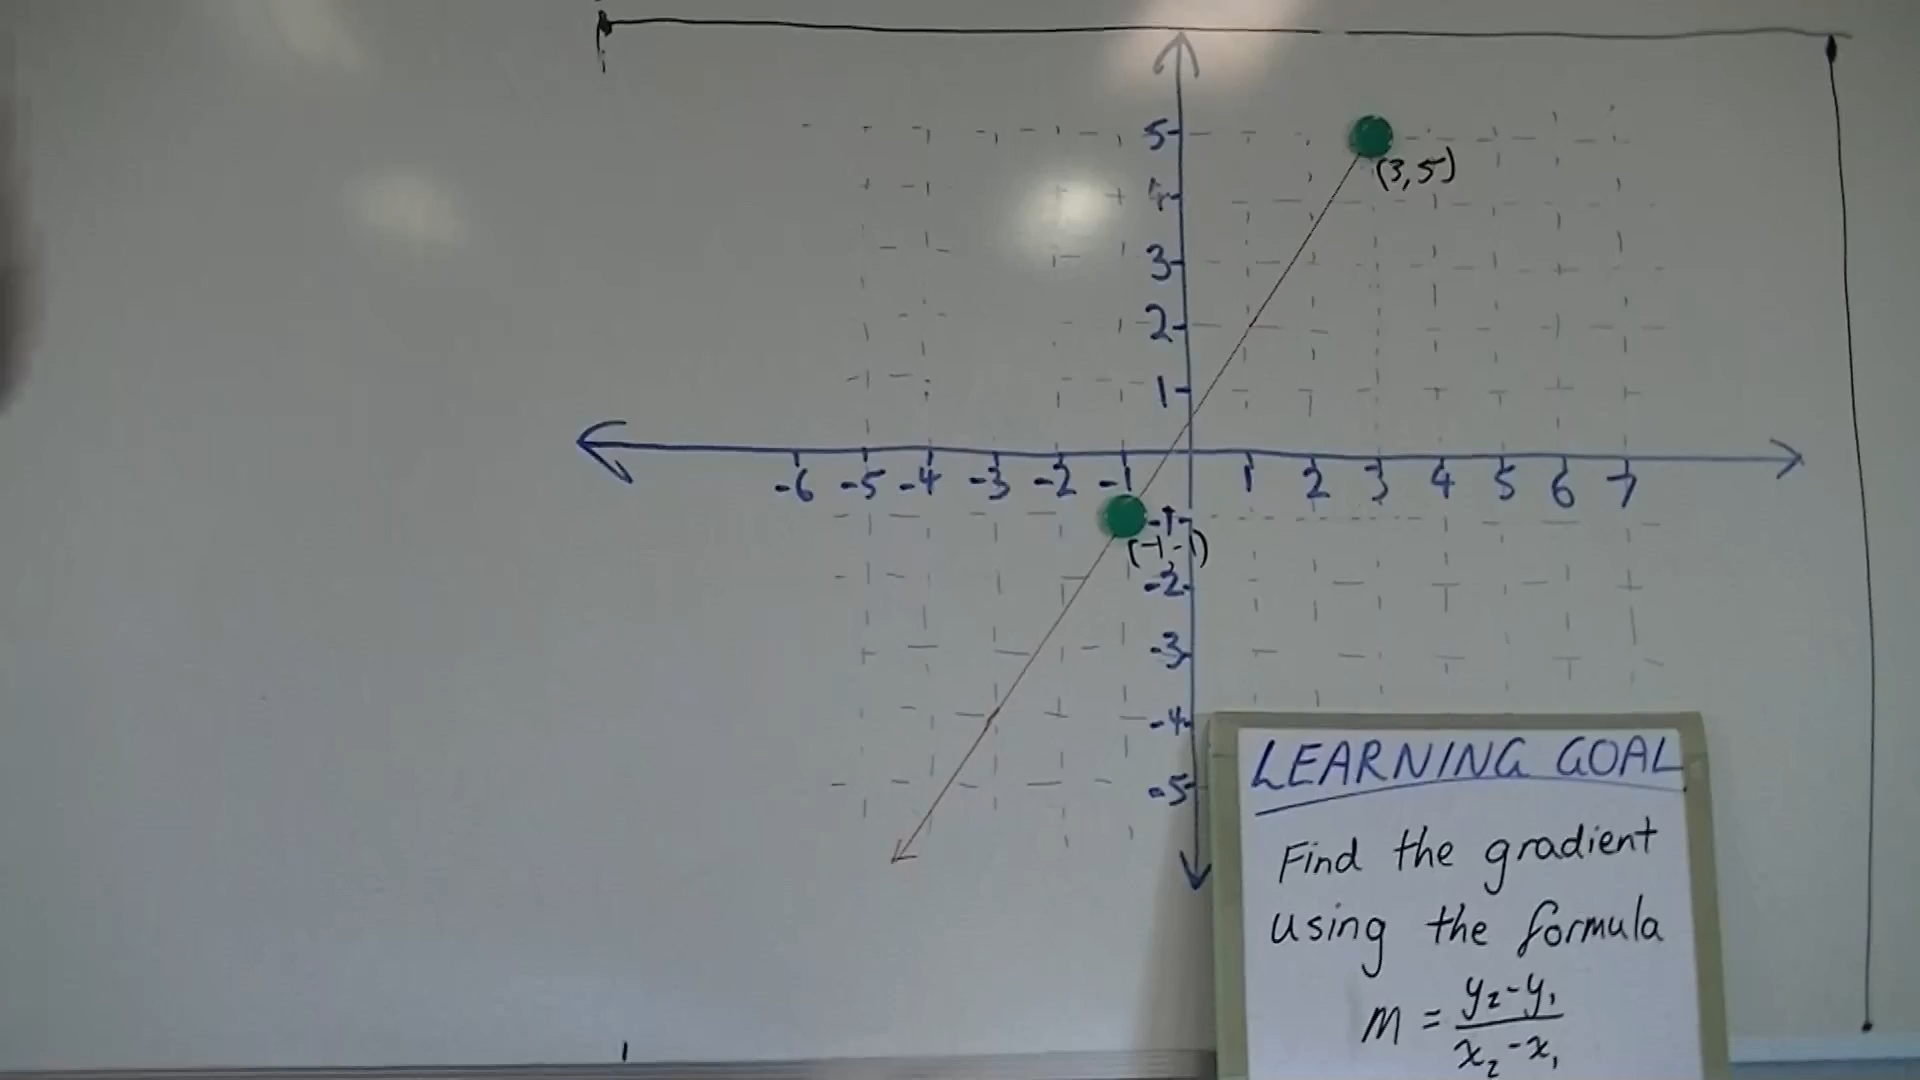 5
(3,5)
4
3
2
1
-6 -5 -4 -3 -2 -1 1 2 3 4 5 6 7
-1
(-1,-1)
-2
-3
-4
-5
LEARNING GOAL
Find the gradient
using the formula
m = y₂-y₁
x₂-x₁